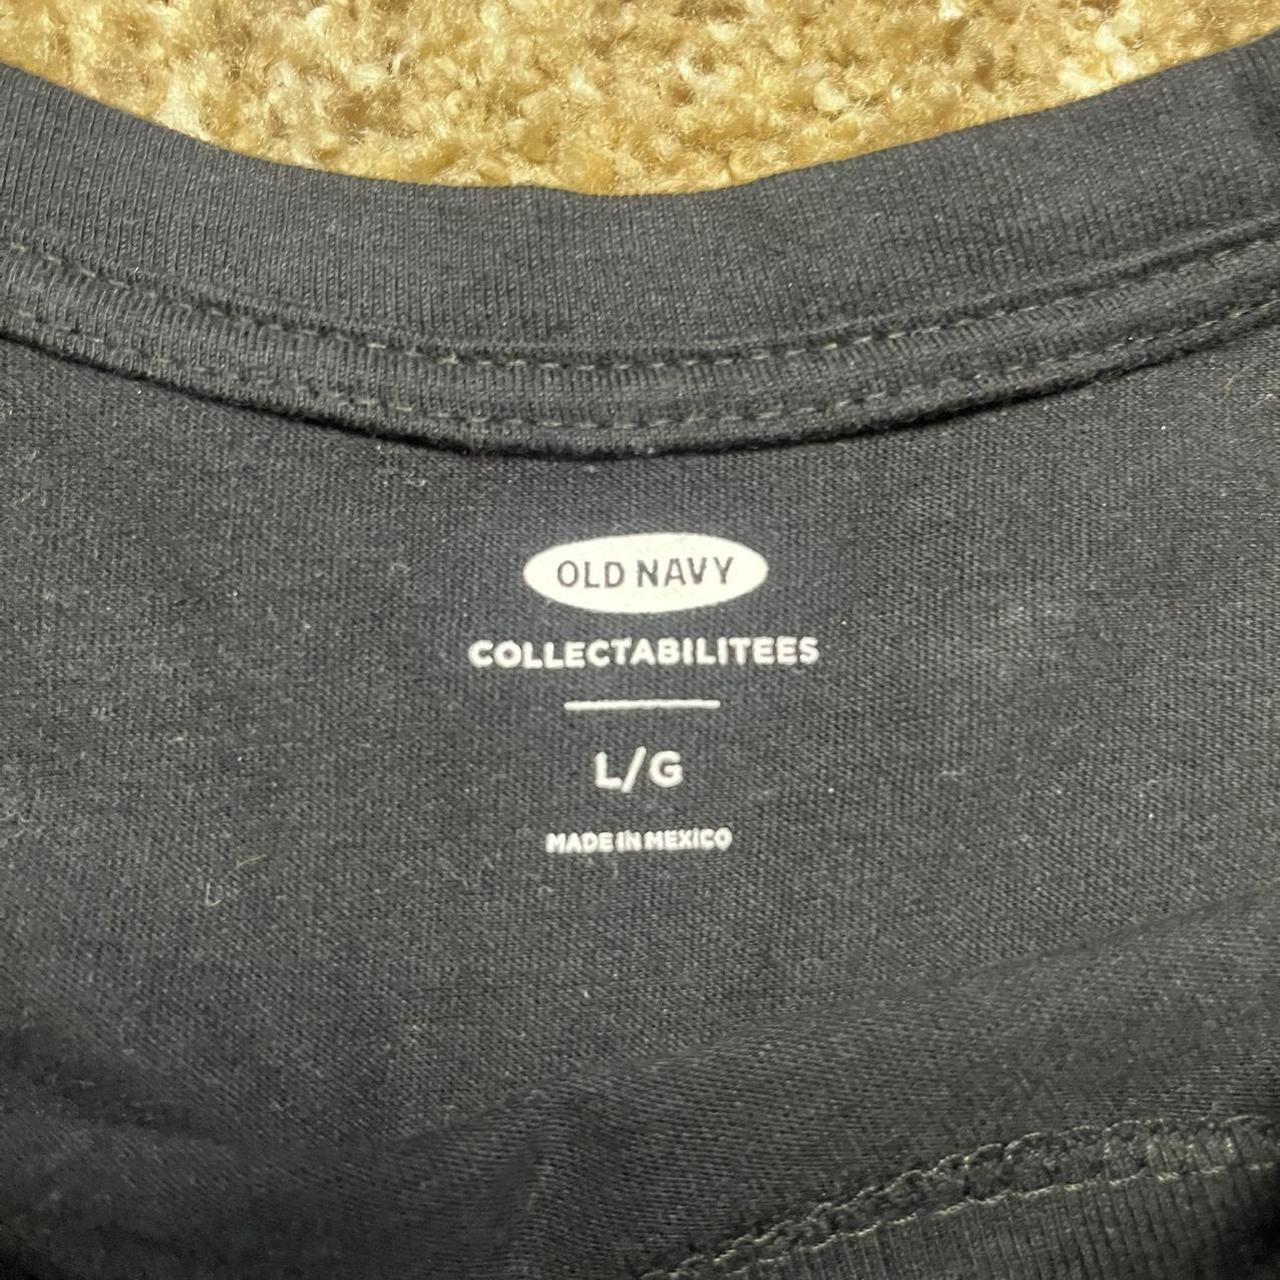 OLD NAVY
COLLECTABILITEES
L/G
MADE IN MEXICO